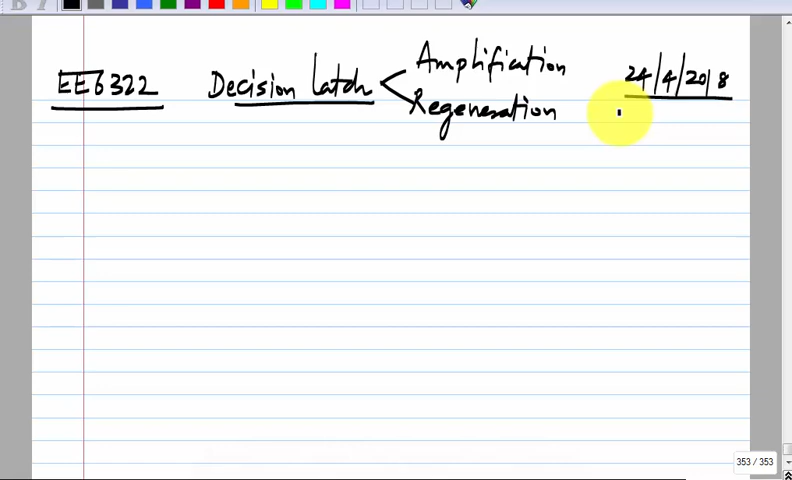 EE6322 Decision latch < Amplification 24/4/2018
Regeneration
353 / 353